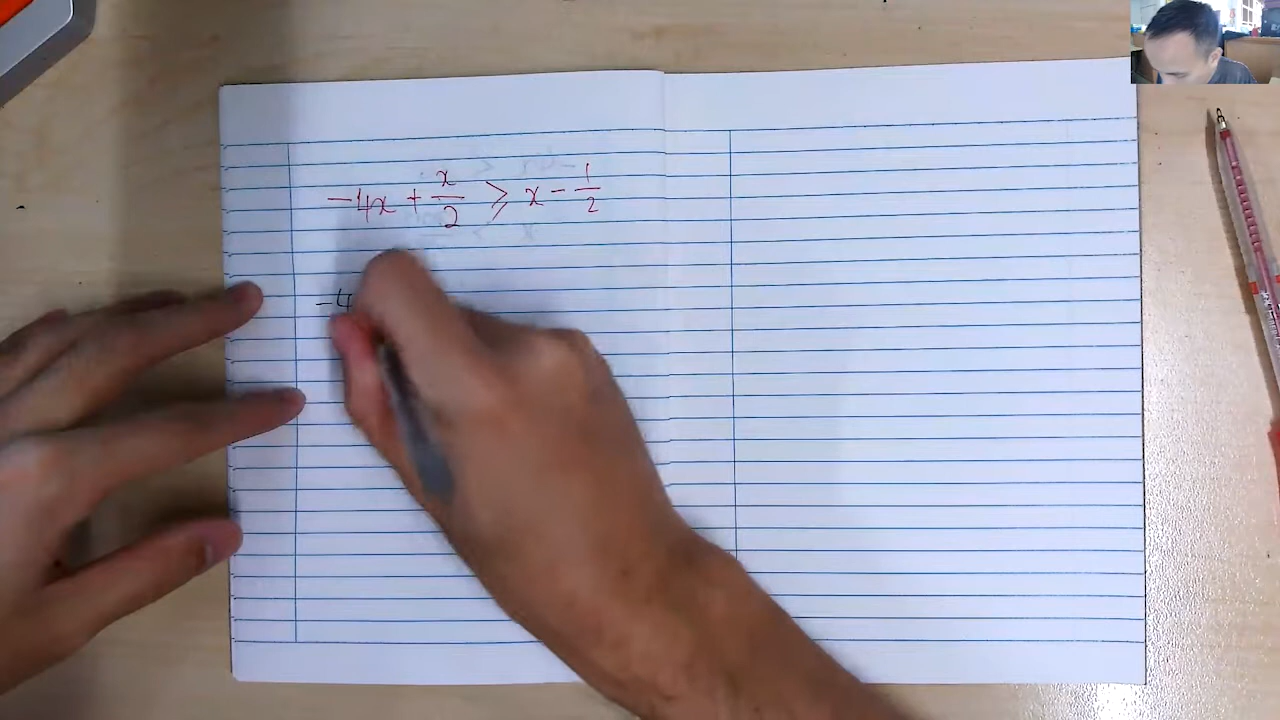 -4x + x/2 ⩾ x - 1/2
-4